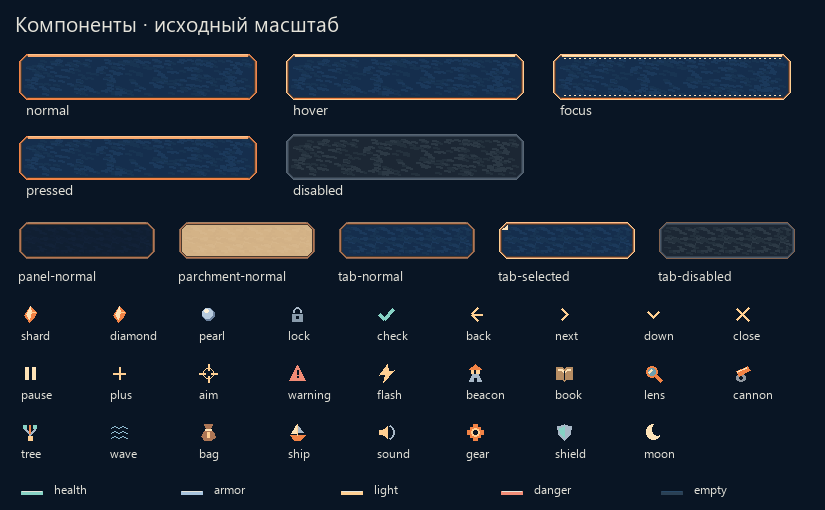 Компоненты · исходный масштаб
normal hover focus
pressed disabled
panel-normal parchment-normal tab-normal tab-selected tab-disabled
shard diamond pearl lock check back next down close
pause plus aim warning flash beacon book lens cannon
tree wave bag ship sound gear shield moon
health armor light danger empty